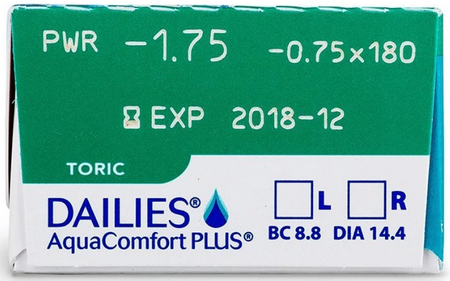 PWR -1.75 -0.75x180
EXP 2018-12
TORIC
DAILIES® L R
AquaComfort PLUS® BC 8.8 DIA 14.4